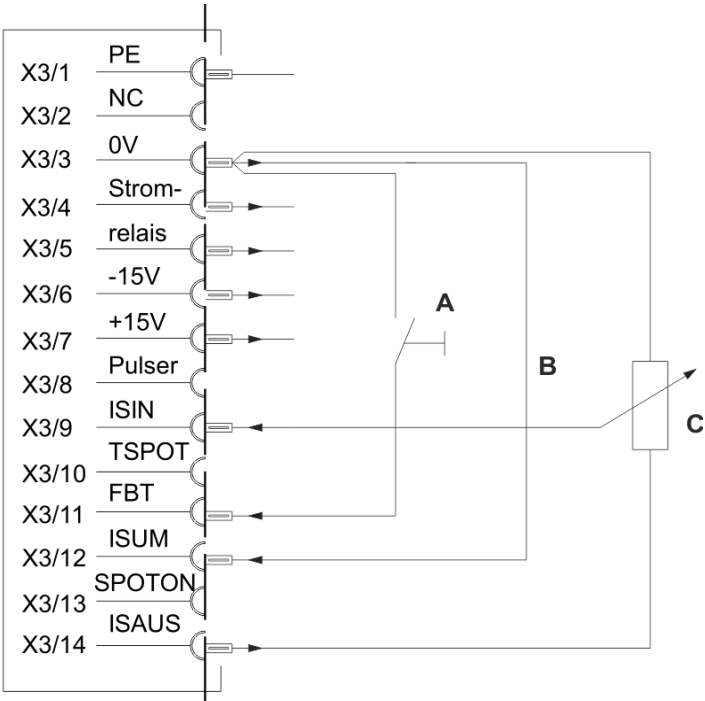 X3/1 PE
X3/2 NC
X3/3 0V
X3/4 Strom-
X3/5 relais
X3/6 -15V
X3/7 +15V
X3/8 Pulser
X3/9 ISIN
X3/10 TSPOT
X3/11 FBT
X3/12 ISUM
X3/13 SPOTON
X3/14 ISAUS
A
B
C